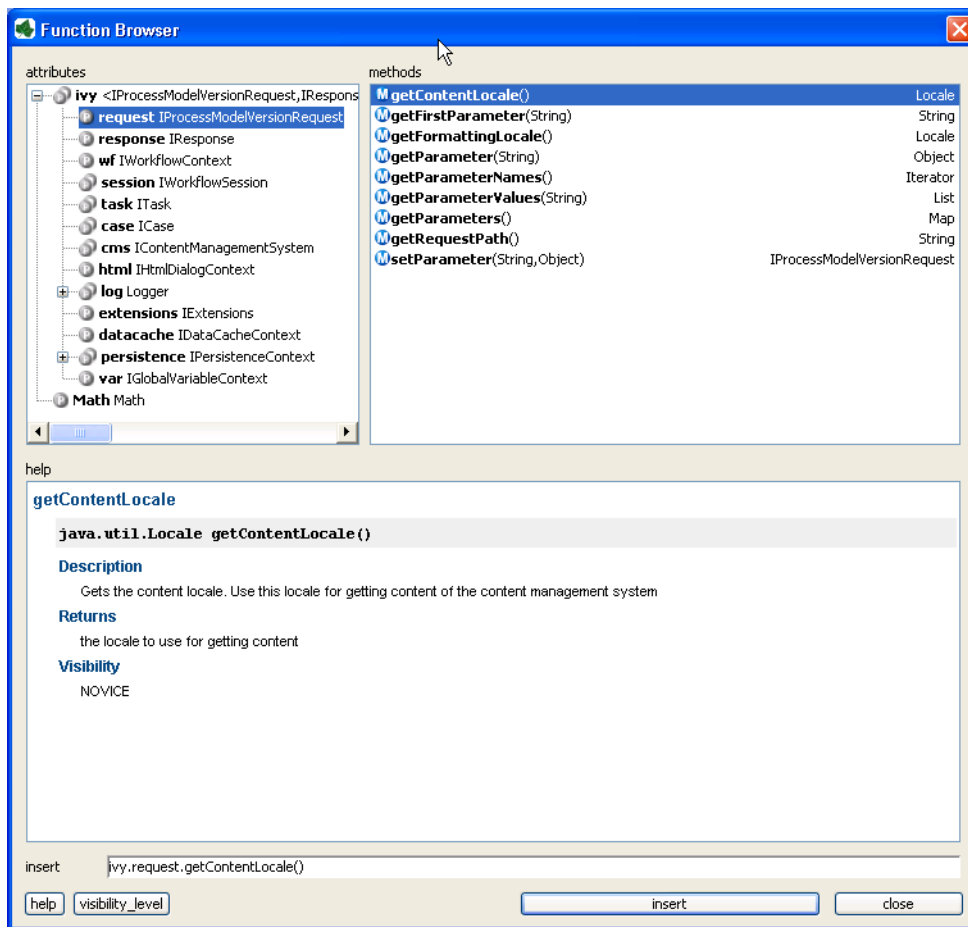 Function Browser
attributes
methods
ivy <IProcessModelVersionRequest,IRespons
request IProcessModelVersionRequest
response IResponse
wf IWorkflowContext
session IWorkflowSession
task ITask
case ICase
cms IContentManagementSystem
html IHtmlDialogContext
log Logger
extensions IExtensions
datacache IDataCacheContext
persistence IPersistenceContext
var IGlobalVariableContext
Math Math
getContentLocale() Locale
getFirstParameter(String) String
getFormattingLocale() Locale
getParameter(String) Object
getParameterNames() Iterator
getParameterValues(String) List
getParameters() Map
getRequestPath() String
setParameter(String,Object) IProcessModelVersionRequest
help
getContentLocale
java.util.Locale getContentLocale()
Description
Gets the content locale. Use this locale for getting content of the content management system
Returns
the locale to use for getting content
Visibility
NOVICE
insert ivy.request.getContentLocale()
help visibility_level insert close